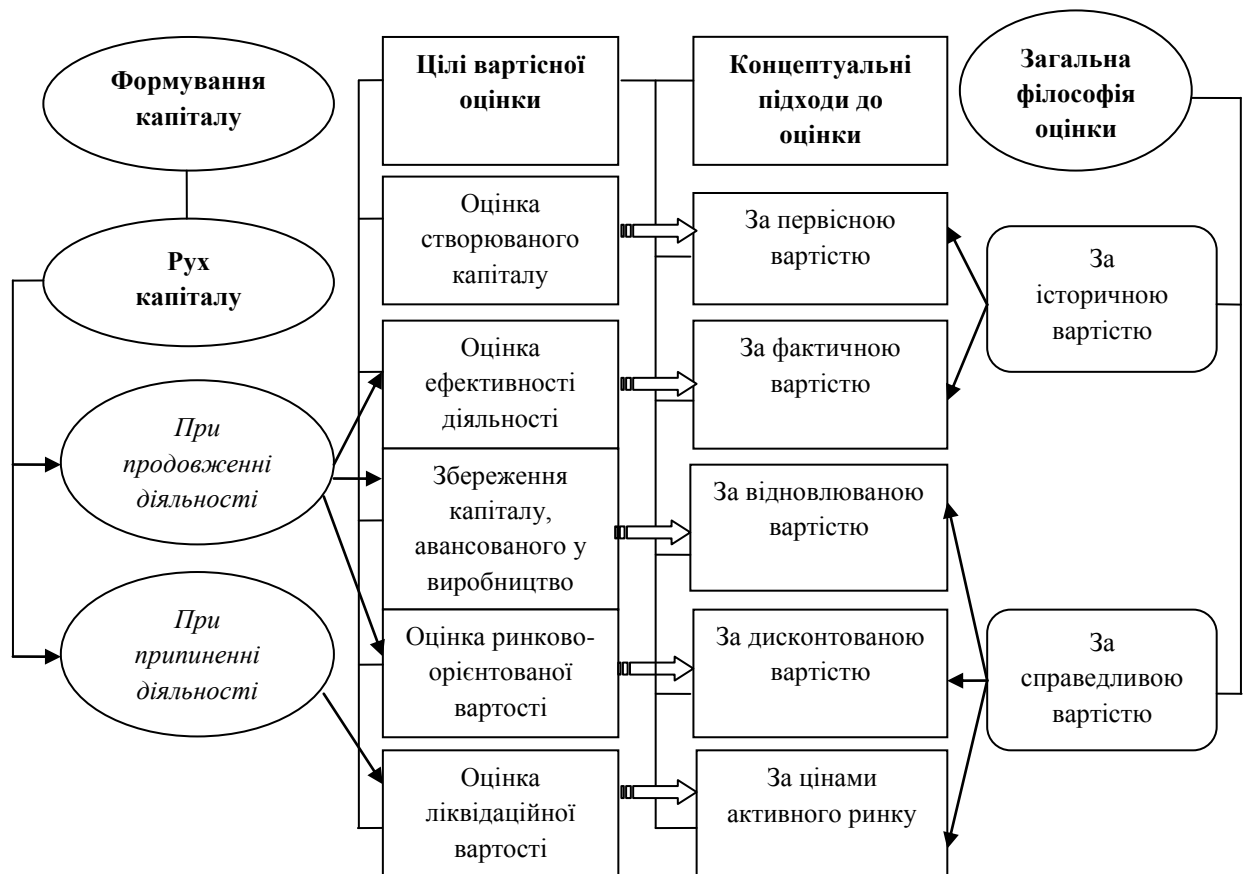 Формування
капіталу
Рух
капіталу
При
продовженні
діяльності
При
припиненні
діяльності
Цілі вартісної
оцінки
Оцінка
створюваного
капіталу
Оцінка
ефективності
діяльності
Збереження
капіталу,
авансованого у
виробництво
Оцінка ринково-
орієнтованої
вартості
Оцінка
ліквідаційної
вартості
Концептуальні
підходи до
оцінки
За первісною
вартістю
За фактичною
вартістю
За відновлюваною
вартістю
За дисконтованою
вартістю
За цінами
активного ринку
Загальна
філософія
оцінки
За
історичною
вартістю
За
справедливою
вартістю